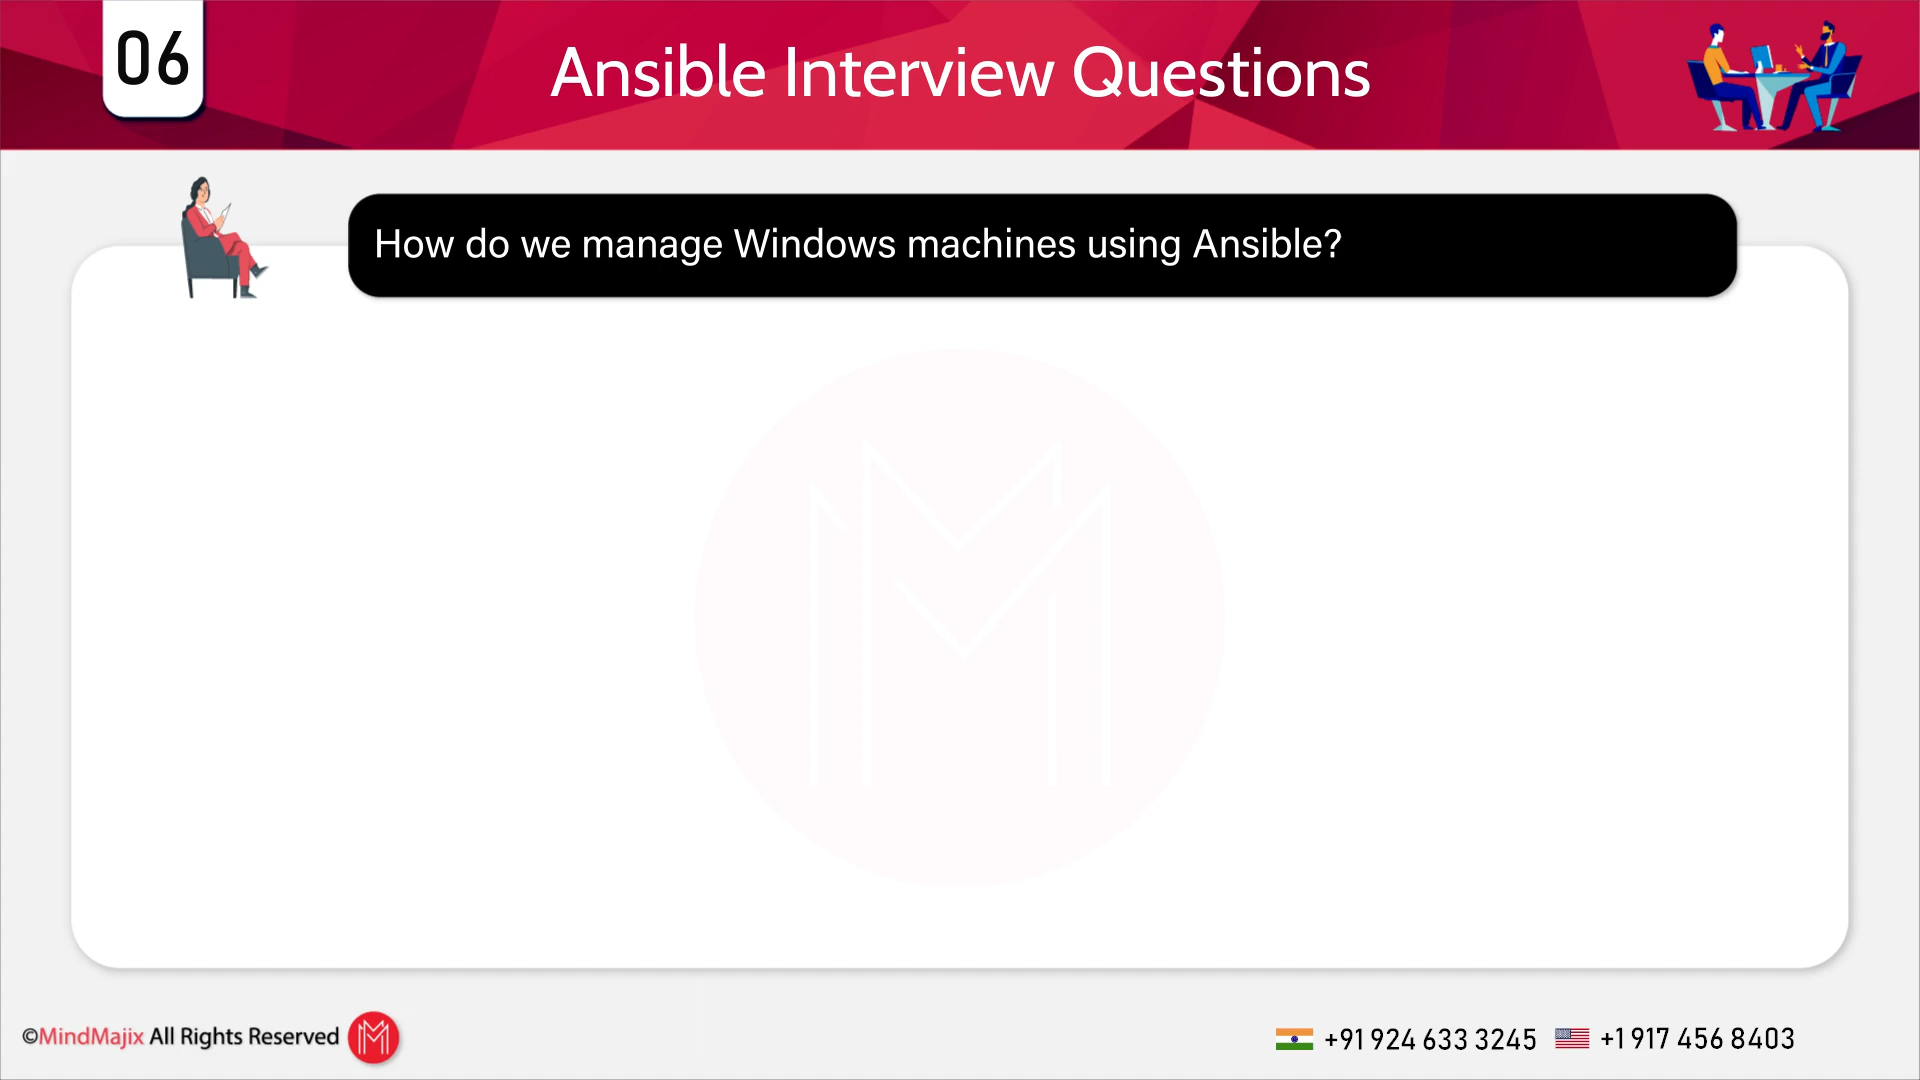 06
Ansible Interview Questions
How do we manage Windows machines using Ansible?
©MindMajix All Rights Reserved
+91 924 633 3245
+1 917 456 8403